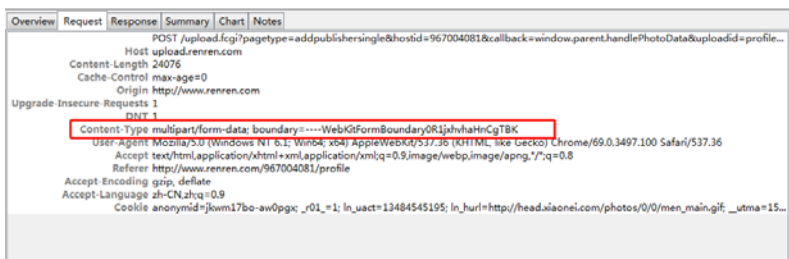 Overview Request Response Summary Chart Notes
POST /upload.fcgi?pagetype=addpublishersingle&hostid=967004081&callback=window.parent.handlePhotoData&uploadid=profile...
Host upload.renren.com
Content-Length 24076
Cache-Control max-age=0
Origin http://www.renren.com
Upgrade-Insecure-Requests 1
DNT 1
Content-Type multipart/form-data; boundary=----WebKitFormBoundary0R1jxhvhaHnCgTBK
User-Agent Mozilla/5.0 (Windows NT 6.1; Win64; x64) AppleWebKit/537.36 (KHTML, like Gecko) Chrome/69.0.3497.100 Safari/537.36
Accept text/html,application/xhtml+xml,application/xml;q=0.9,image/webp,image/apng,*/*;q=0.8
Referer http://www.renren.com/967004081/profile
Accept-Encoding gzip, deflate
Accept-Language zh-CN,zh;q=0.9
Cookie anonymid=jkwm17bo-aw0pgx; _r01_=1; ln_uact=13484545195; ln_hurl=http://head.xiaonei.com/photos/0/0/men_main.gif; __utma=15...